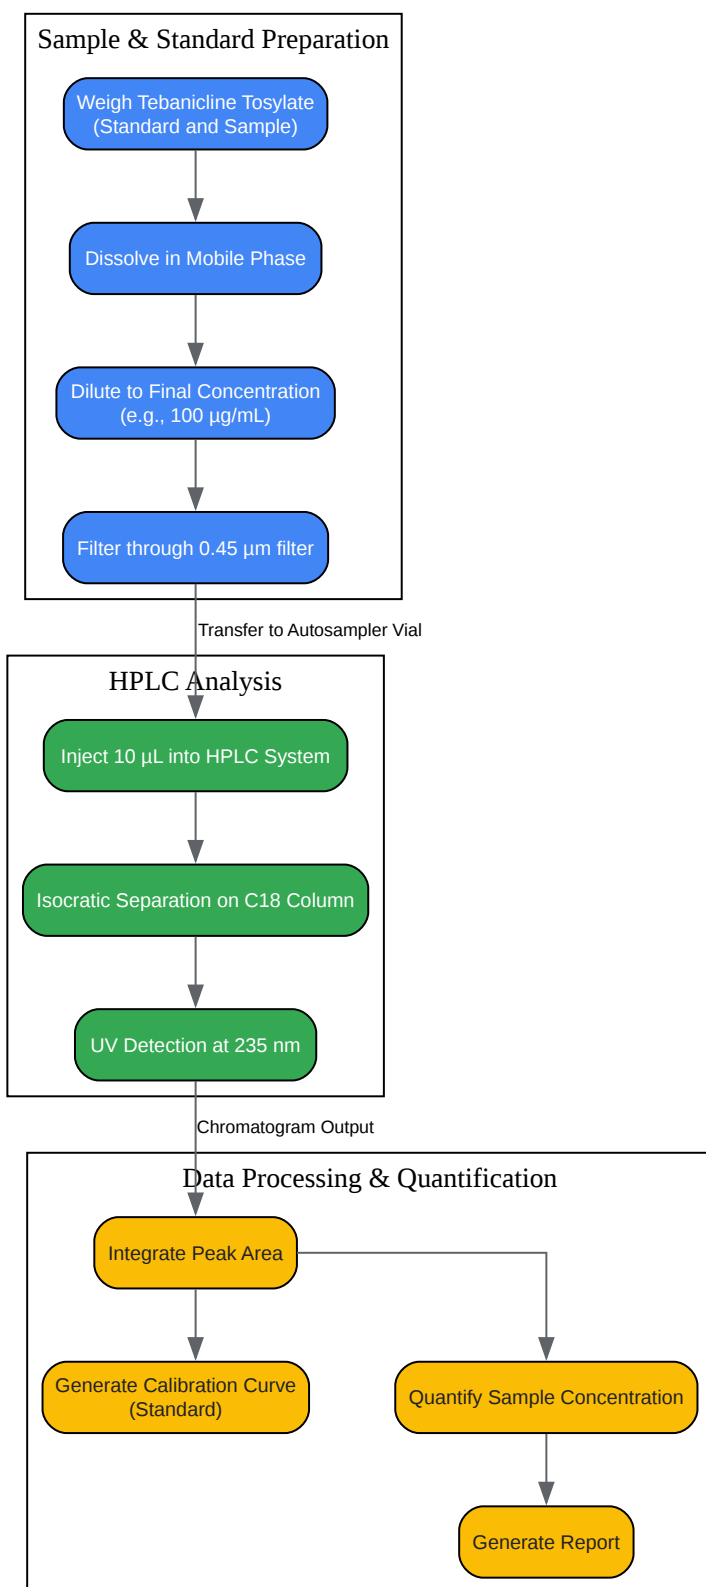 Sample & Standard Preparation
Weigh Tebanicline Tosylate
(Standard and Sample)
Dissolve in Mobile Phase
Dilute to Final Concentration
(e.g., 100 µg/mL)
Filter through 0.45 µm filter
Transfer to Autosampler Vial
HPLC Analysis
Inject 10 µL into HPLC System
Isocratic Separation on C18 Column
UV Detection at 235 nm
Chromatogram Output
Data Processing & Quantification
Integrate Peak Area
Generate Calibration Curve
(Standard)
Quantify Sample Concentration
Generate Report